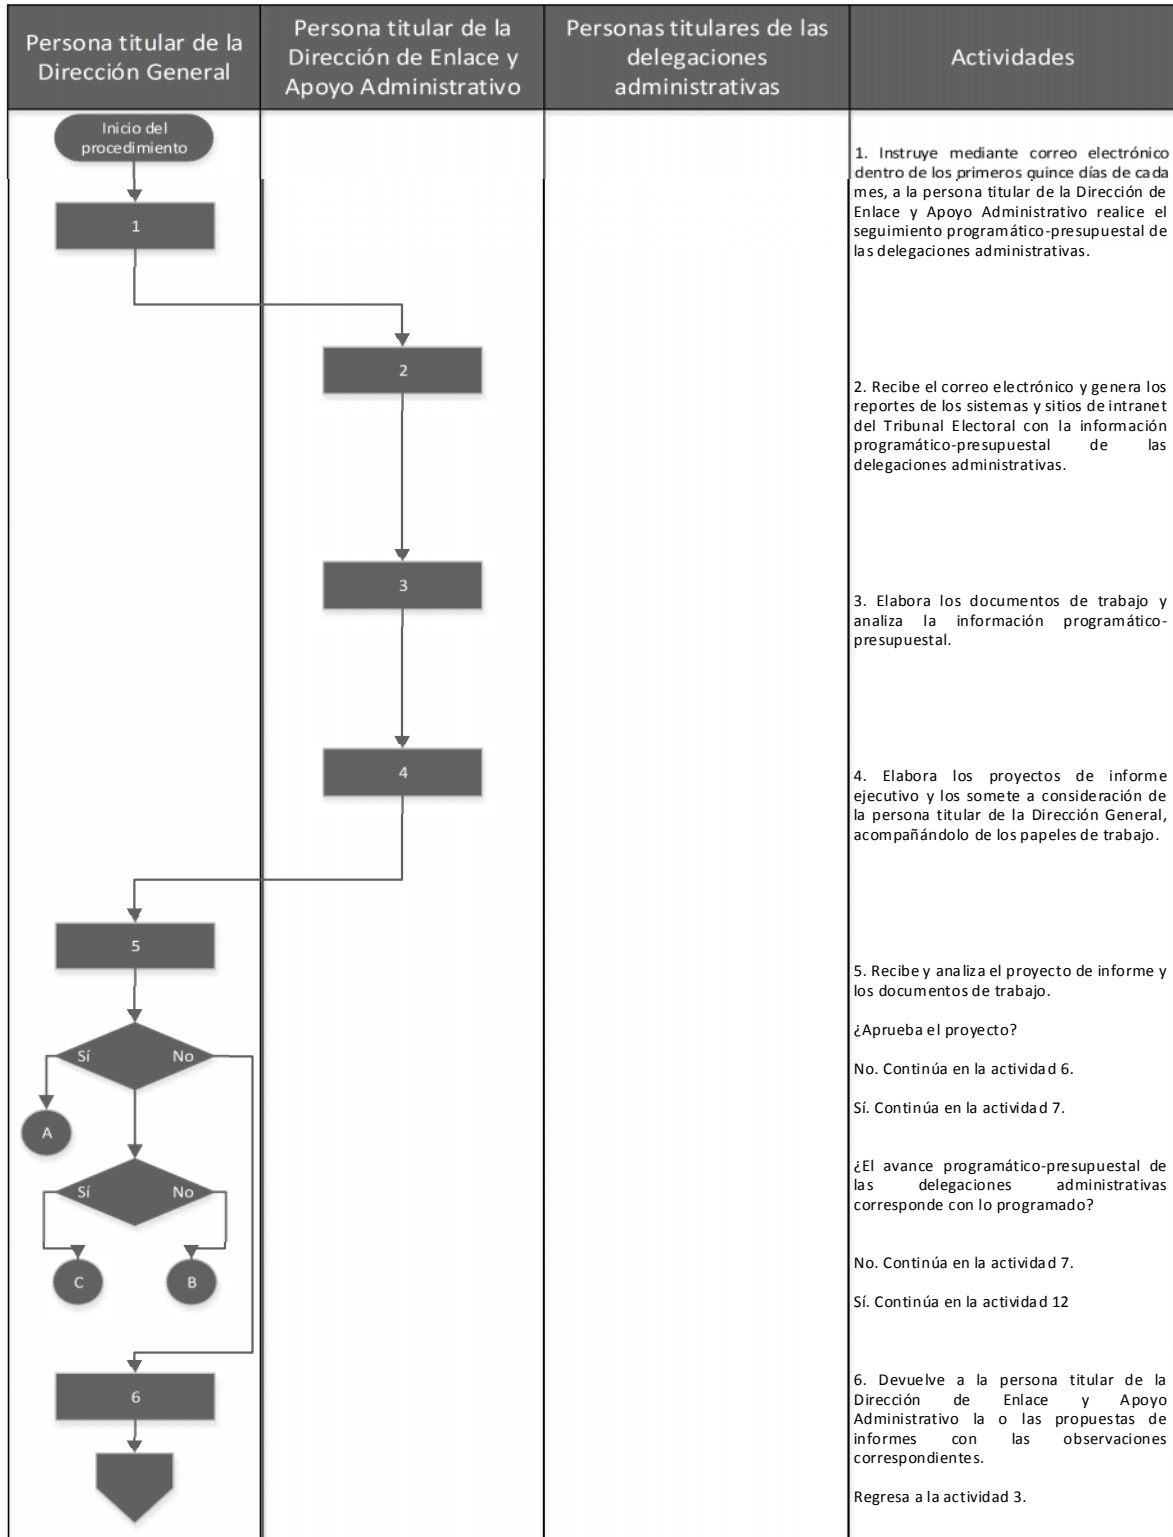 Persona titular de la
Dirección General
Persona titular de la
Dirección de Enlace y
Apoyo Administrativo
Personas titulares de las
delegaciones
administrativas
Actividades
Inicio del
procedimiento
1
1. Instruye mediante correo electrónico
dentro de los primeros quince días de cada
mes, a la persona titular de la Dirección de
Enlace y Apoyo Administrativo realice el
seguimiento programático-presupuestal de
las delegaciones administrativas.
2
2. Recibe el correo electrónico y genera los
reportes de los sistemas y sitios de intranet
del Tribunal Electoral con la información
programático-presupuestal de las
delegaciones administrativas.
3
3. Elabora los documentos de trabajo y
analiza la información programático-
presupuestal.
4
4. Elabora los proyectos de informe
ejecutivo y los somete a consideración de
la persona titular de la Dirección General,
acompañándolo de los papeles de trabajo.
5
5. Recibe y analiza el proyecto de informe y
los documentos de trabajo.
¿Aprueba el proyecto?
No. Continúa en la actividad 6.
Sí. Continúa en la actividad 7.
Sí No
A
¿El avance programático-presupuestal de
las delegaciones administrativas
corresponde con lo programado?
No. Continúa en la actividad 7.
Sí. Continúa en la actividad 12
Sí No
C B
6
6. Devuelve a la persona titular de la
Dirección de Enlace y Apoyo
Administrativo la o las propuestas de
informes con las observaciones
correspondientes.
Regresa a la actividad 3.